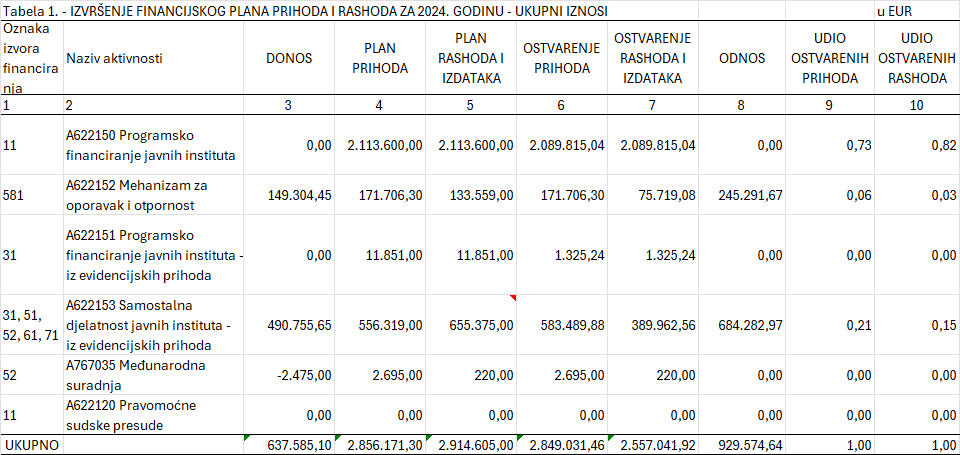 Tabela 1. - IZVRŠENJE FINANCIJSKOG PLANA PRIHODA I RASHODA ZA 2024. GODINU - UKUPNI IZNOSI u EUR
Oznaka izvora financira nja Naziv aktivnosti DONOS PLAN PRIHODA PLAN RASHODA I IZDATAKA OSTVARENJE PRIHODA OSTVARENJE RASHODA I IZDATAKA ODNOS UDIO OSTVARENIH PRIHODA UDIO OSTVARENIH RASHODA
1 2 3 4 5 6 7 8 9 10
11 A622150 Programsko financiranje javnih instituta 0,00 2.113.600,00 2.113.600,00 2.089.815,04 2.089.815,04 0,00 0,73 0,82
581 A622152 Mehanizam za oporavak i otpornost 149.304,45 171.706,30 133.559,00 171.706,30 75.719,08 245.291,67 0,06 0,03
31 A622151 Programsko financiranje javnih instituta - iz evidencijskih prihoda 0,00 11.851,00 11.851,00 1.325,24 1.325,24 0,00 0,00 0,00
31, 51, 52, 61, 71 A622153 Samostalna djelatnost javnih instituta - iz evidencijskih prihoda 490.755,65 556.319,00 655.375,00 583.489,88 389.962,56 684.282,97 0,21 0,15
52 A767035 Međunarodna suradnja -2.475,00 2.695,00 220,00 2.695,00 220,00 0,00 0,00 0,00
11 A622120 Pravomoćne sudske presude 0,00 0,00 0,00 0,00 0,00 0,00 0,00 0,00
UKUPNO 637.585,10 2.856.171,30 2.914.605,00 2.849.031,46 2.557.041,92 929.574,64 1,00 1,00